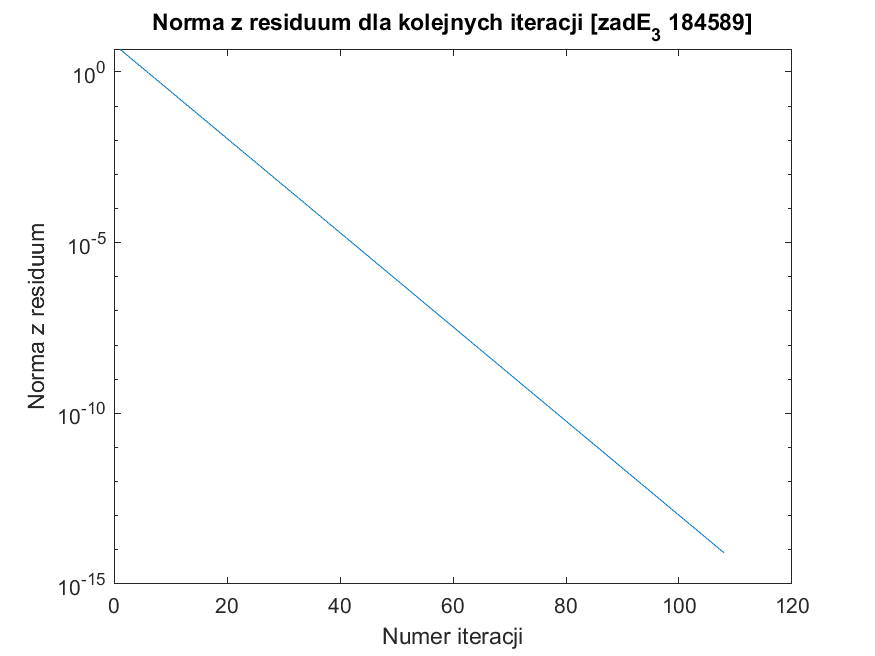 Norma z residuum dla kolejnych iteracji [zadE_3 184589]
Norma z residuum
10^0
10^-5
10^-10
10^-15
0 20 40 60 80 100 120
Numer iteracji